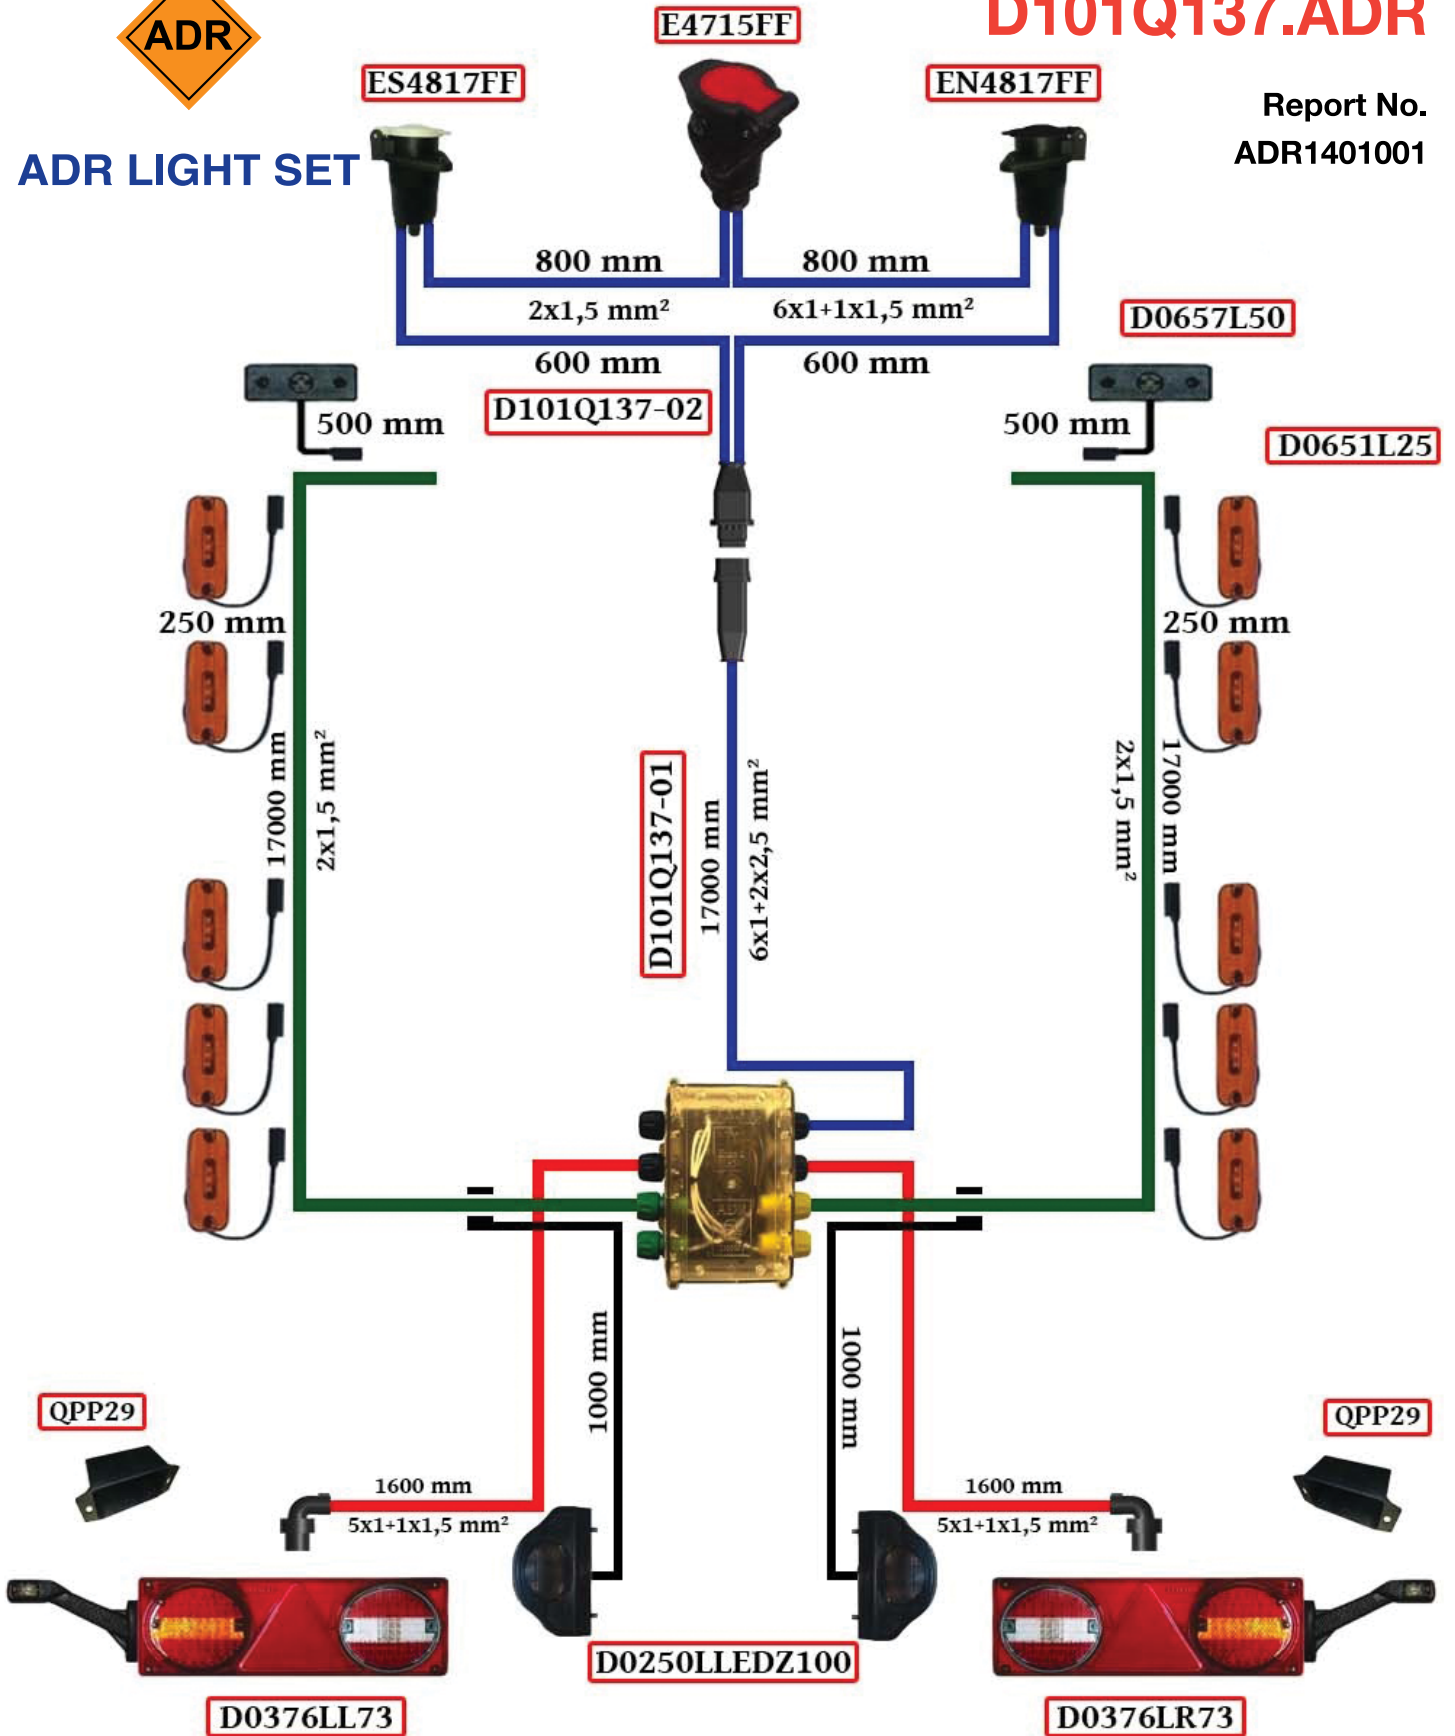 D101Q137.ADR
E4715FF
ADR
ES4817FF
EN4817FF
Report No.
ADR1401001
ADR LIGHT SET
800 mm
800 mm
2x1,5 mm²
6x1+1x1,5 mm²
D0657L50
600 mm
600 mm
D101Q137-02
500 mm
500 mm
D0651L25
250 mm
250 mm
17000 mm
2x1,5 mm²
D101Q137-01
17000 mm
6x1+2x2,5 mm²
2x1,5 mm²
17000 mm
ADR
1000 mm
1000 mm
QPP29
QPP29
1600 mm
1600 mm
5x1+1x1,5 mm²
5x1+1x1,5 mm²
D0250LLEDZ100
D0376LL73
D0376LR73